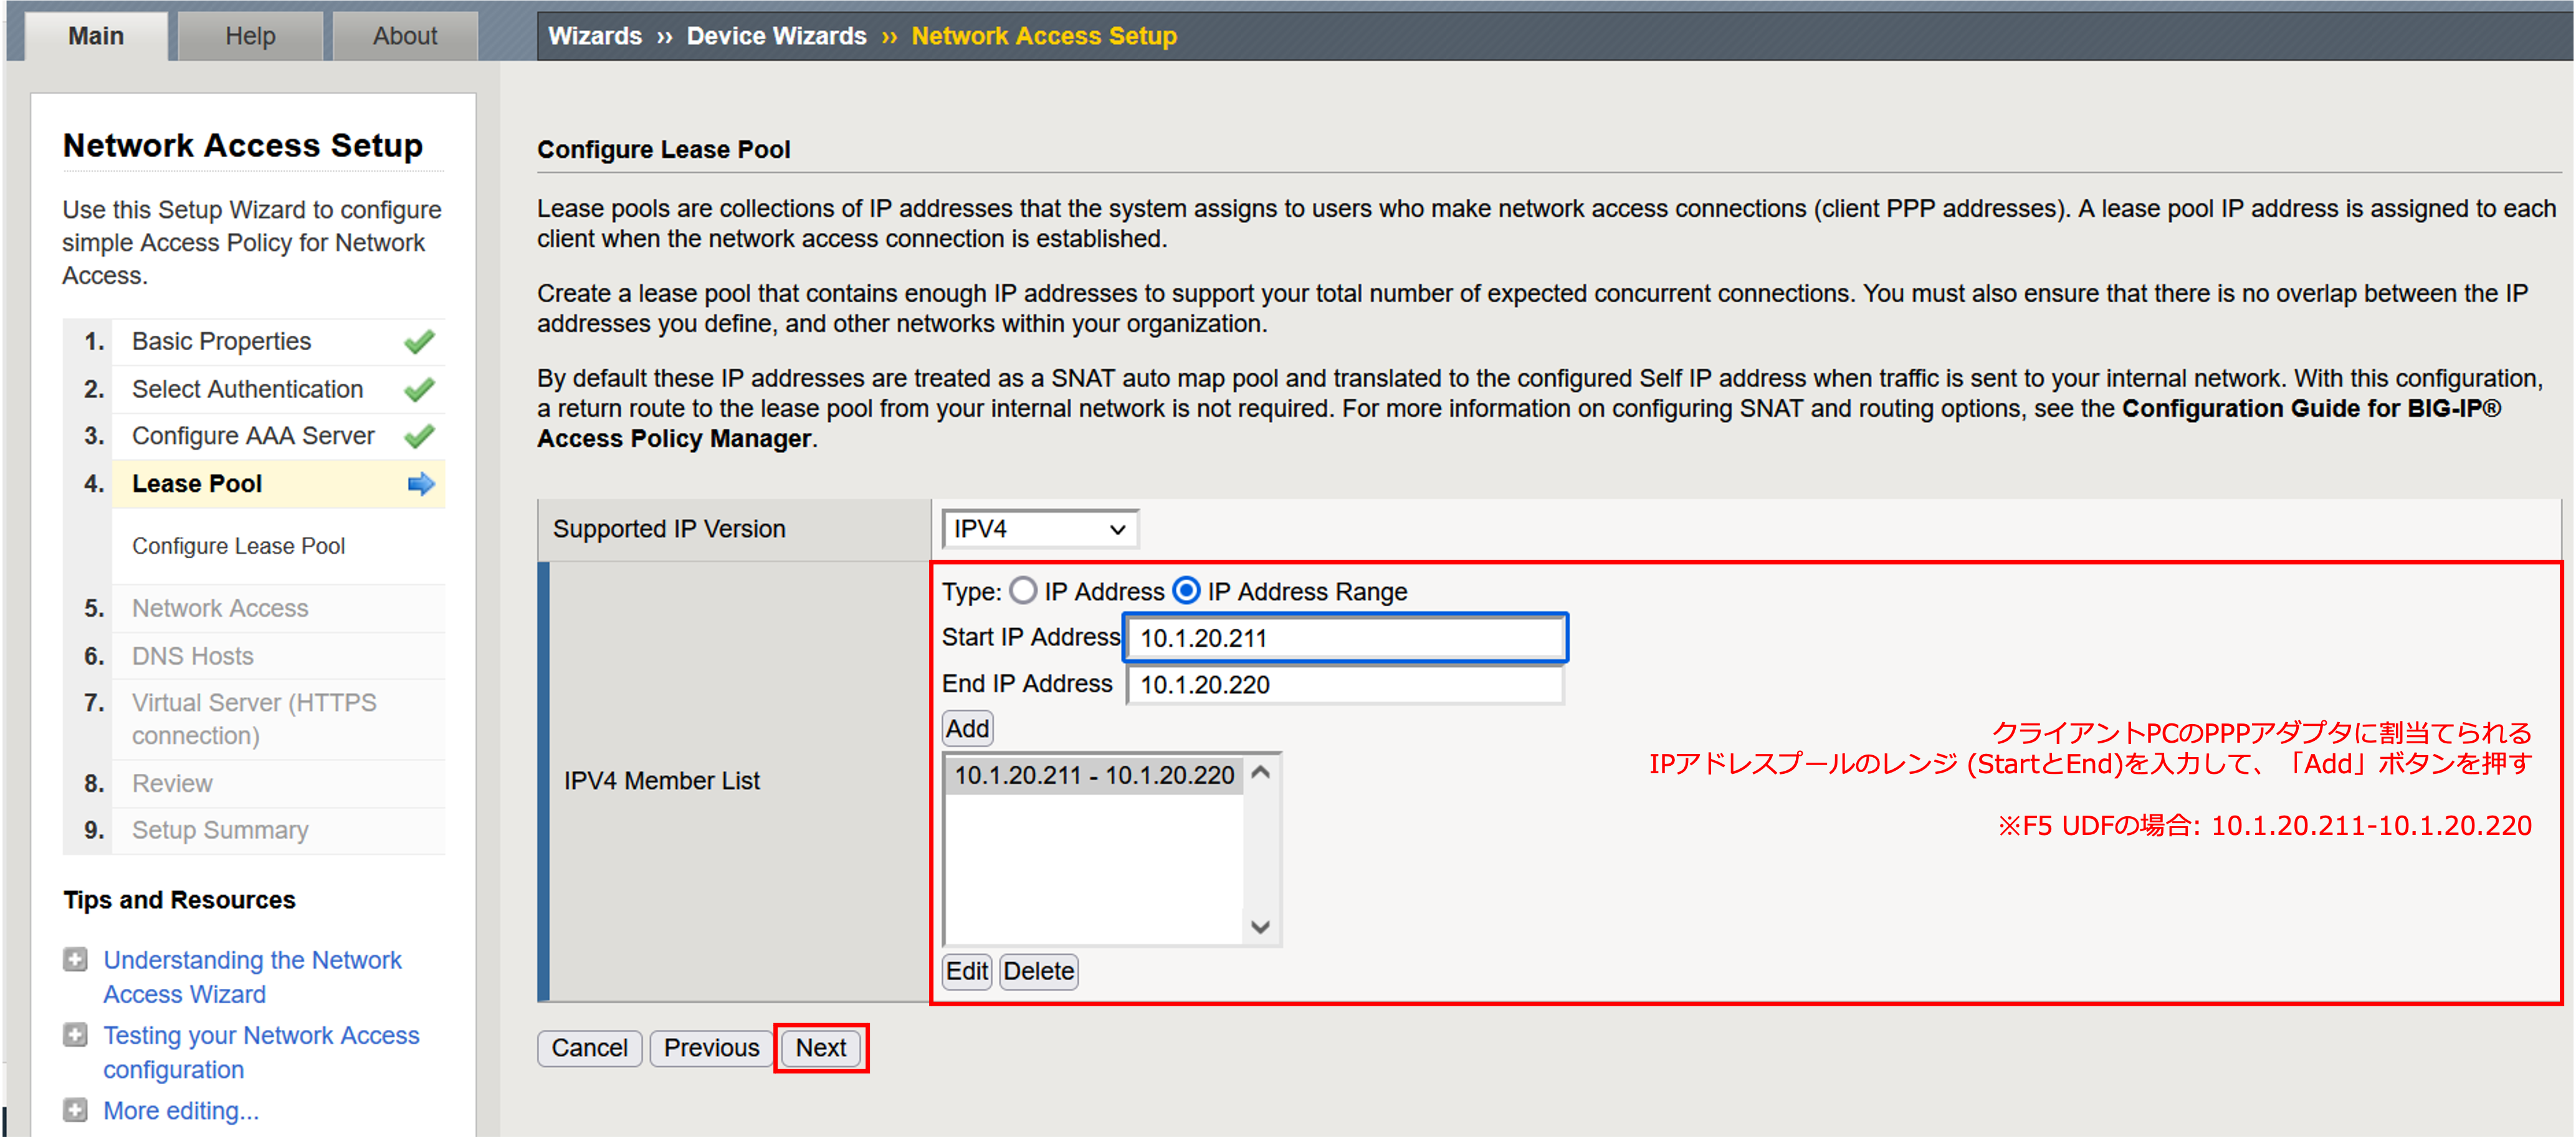 Main Help About
Wizards ›› Device Wizards ›› Network Access Setup
Network Access Setup
Use this Setup Wizard to configure
simple Access Policy for Network
Access.
1. Basic Properties
2. Select Authentication
3. Configure AAA Server
4. Lease Pool
Configure Lease Pool
5. Network Access
6. DNS Hosts
7. Virtual Server (HTTPS
connection)
8. Review
9. Setup Summary
Tips and Resources
Understanding the Network
Access Wizard
Testing your Network Access
configuration
More editing...
Configure Lease Pool
Lease pools are collections of IP addresses that the system assigns to users who make network access connections (client PPP addresses). A lease pool IP address is assigned to each
client when the network access connection is established.
Create a lease pool that contains enough IP addresses to support your total number of expected concurrent connections. You must also ensure that there is no overlap between the IP
addresses you define, and other networks within your organization.
By default these IP addresses are treated as a SNAT auto map pool and translated to the configured Self IP address when traffic is sent to your internal network. With this configuration,
a return route to the lease pool from your internal network is not required. For more information on configuring SNAT and routing options, see the Configuration Guide for BIG-IP®
Access Policy Manager.
Supported IP Version IPV4
IPV4 Member List
Type: IP Address IP Address Range
Start IP Address 10.1.20.211
End IP Address 10.1.20.220
Add
10.1.20.211 - 10.1.20.220
Edit Delete
クライアントPCのPPPアダプタに割当てられる
IPアドレスプールのレンジ (StartとEnd)を入力して、「Add」ボタンを押す
※F5 UDFの場合: 10.1.20.211-10.1.20.220
Cancel Previous Next